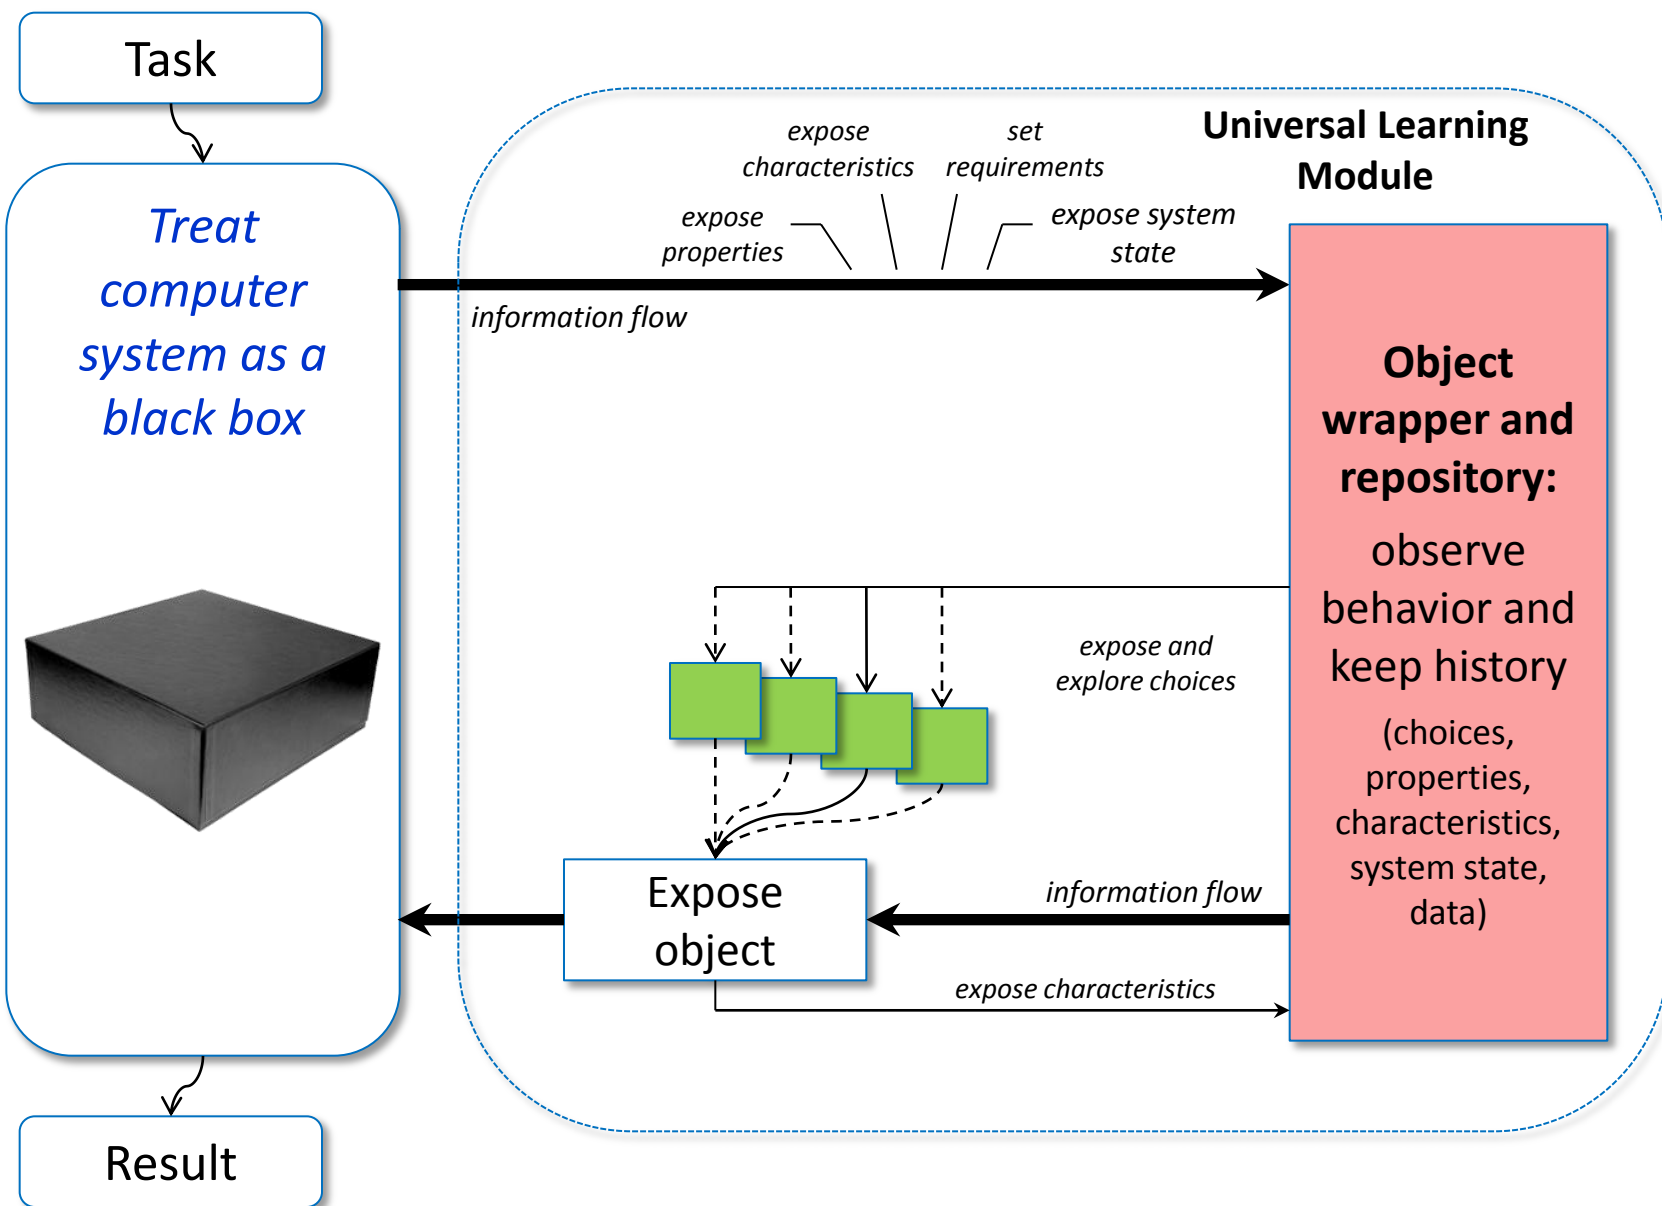 Task
Treat
computer
system as a
black box
Result
Universal Learning
Module
expose
characteristics
set
requirements
expose
properties
expose system
state
information flow
Object
wrapper and
repository:
observe
behavior and
keep history
(choices,
properties,
characteristics,
system state,
data)
expose and
explore choices
Expose
object
information flow
expose characteristics